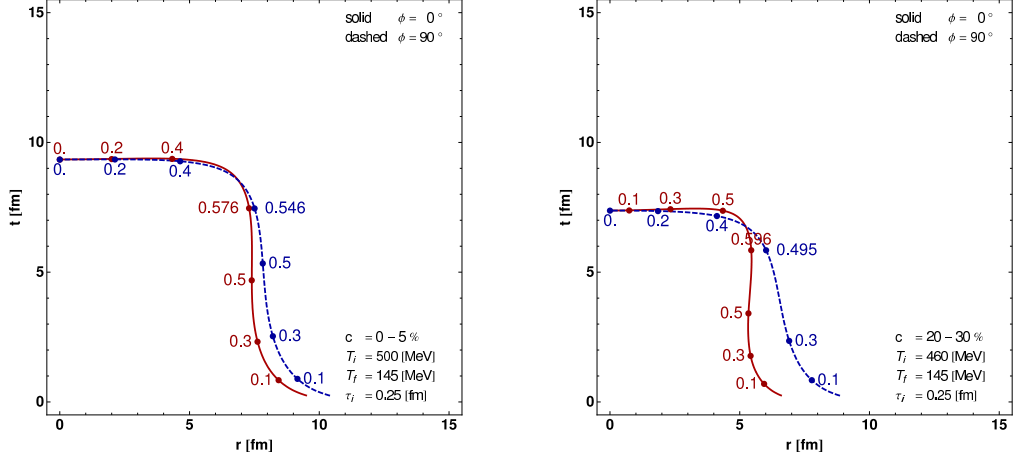 15
solid ϕ = 0 °
dashed ϕ = 90 °
10
0. 0.2 0.4
0. 0.2 0.4
0.576 0.546
t [fm]
0.5
5
0.5
0.3
0.3
0.1 0.1
c = 0 – 5 %
T_i = 500 [MeV]
T_f = 145 [MeV]
τ_i = 0.25 [fm]
0
0 5 10 15
r [fm]
15
solid ϕ = 0 °
dashed ϕ = 90 °
10
0.1 0.3 0.5
0. 0.2 0.4
0.596 0.495
t [fm]
5
0.5
0.3
0.3
0.1 0.1
c = 20 – 30 %
T_i = 460 [MeV]
T_f = 145 [MeV]
τ_i = 0.25 [fm]
0
0 5 10 15
r [fm]